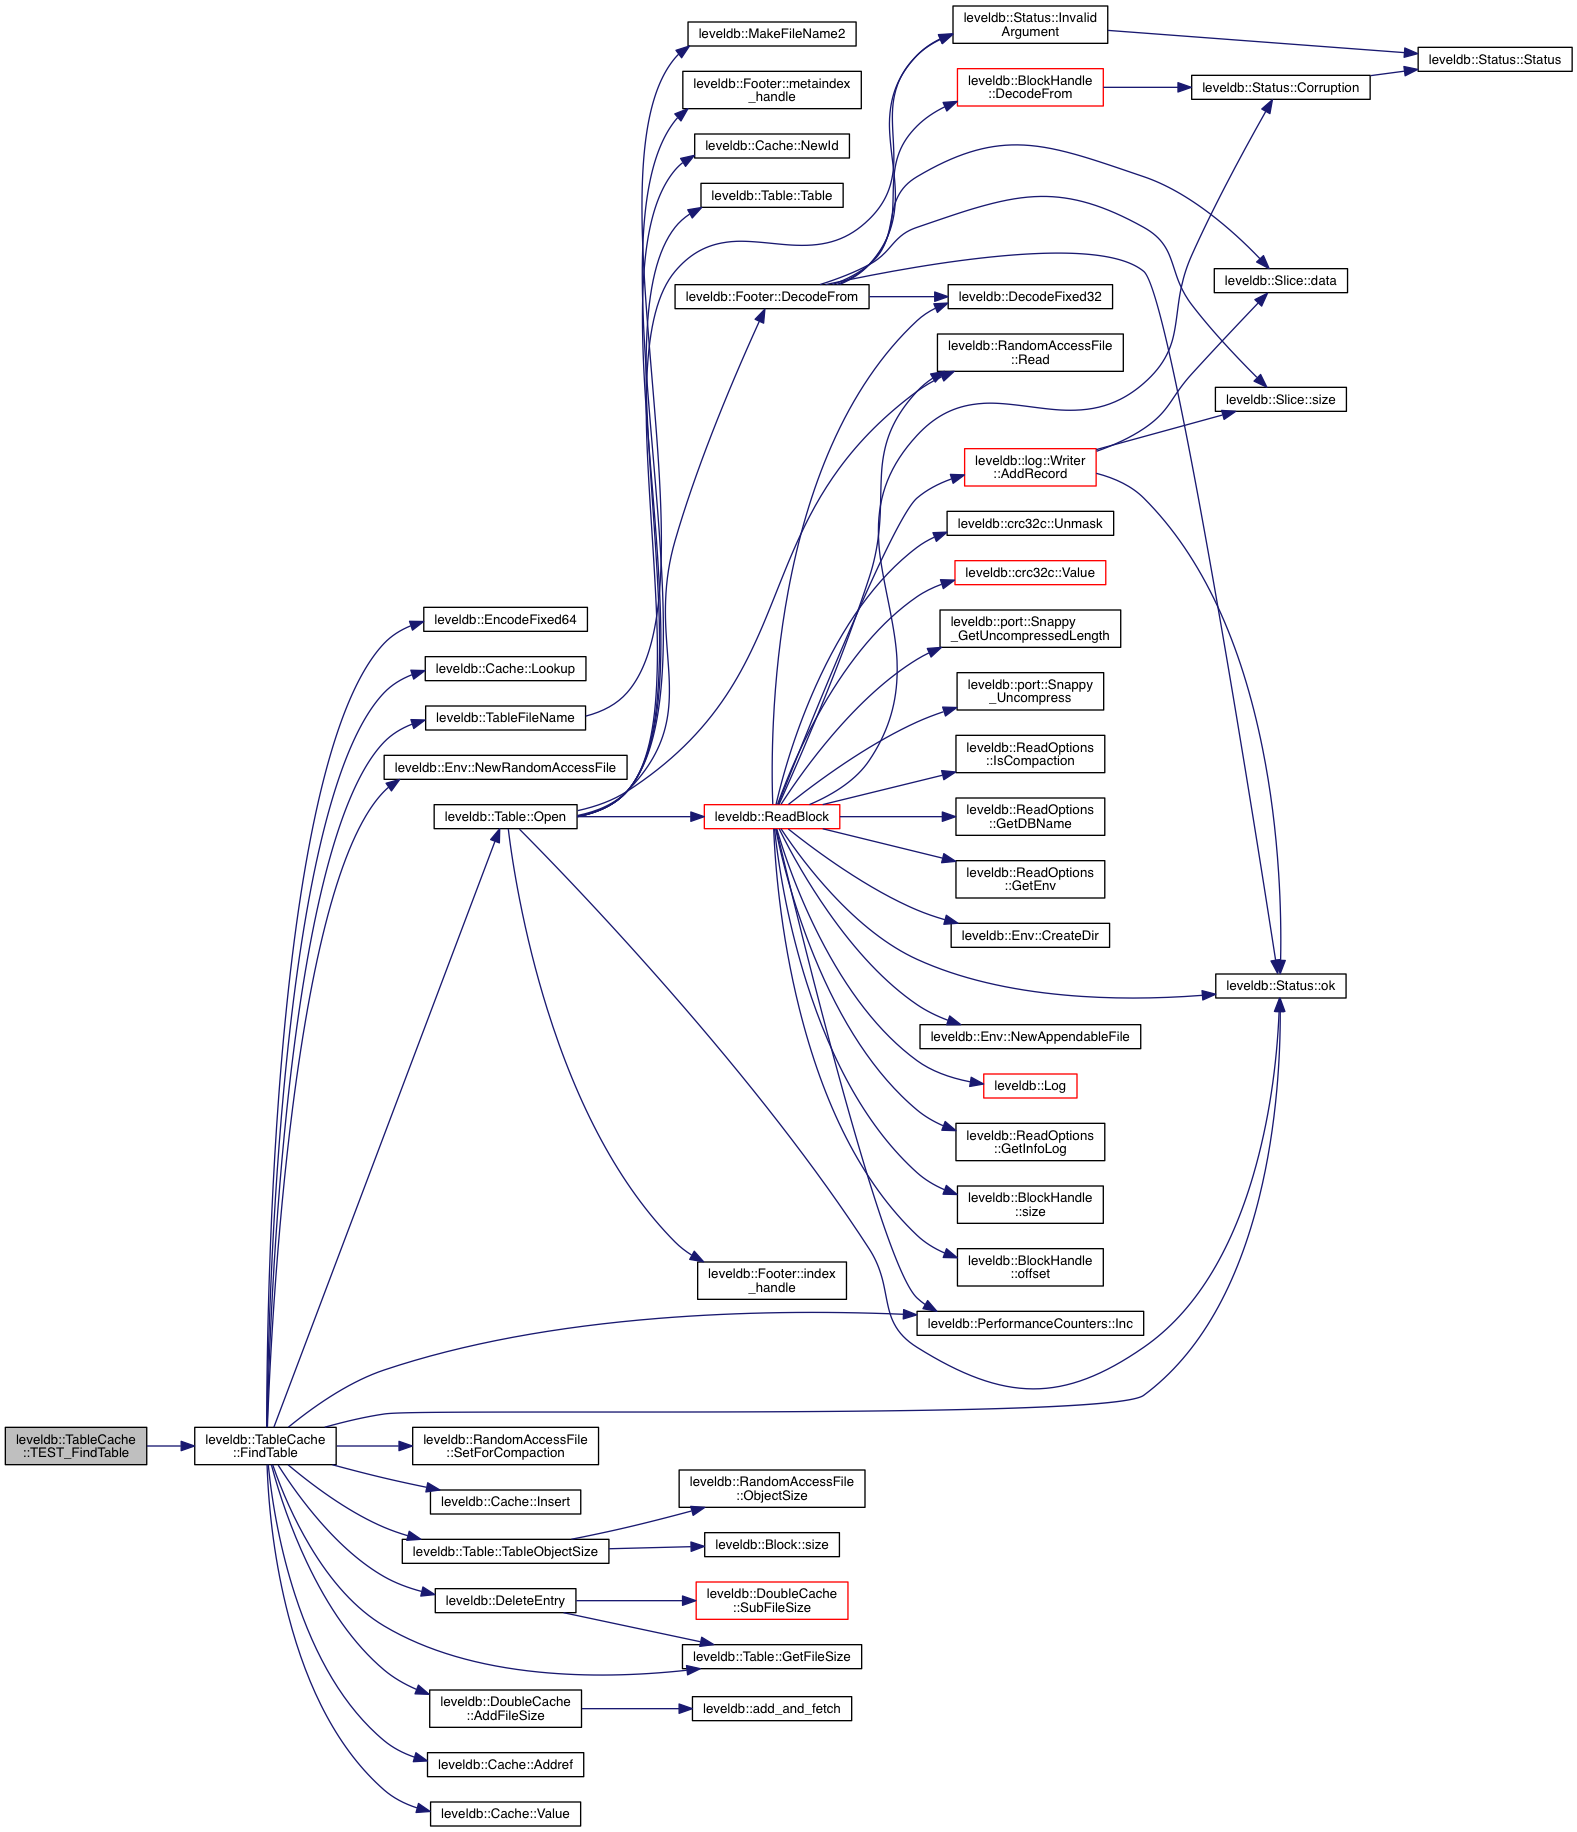 leveldb::TableCache
::TEST_FindTable
leveldb::TableCache
::FindTable
leveldb::EncodeFixed64
leveldb::Cache::Lookup
leveldb::TableFileName
leveldb::Env::NewRandomAccessFile
leveldb::Table::Open
leveldb::RandomAccessFile
::SetForCompaction
leveldb::Cache::Insert
leveldb::Table::TableObjectSize
leveldb::DeleteEntry
leveldb::DoubleCache
::AddFileSize
leveldb::Cache::Addref
leveldb::Cache::Value
leveldb::MakeFileName2
leveldb::Footer::metaindex
_handle
leveldb::Cache::NewId
leveldb::Table::Table
leveldb::Footer::DecodeFrom
leveldb::ReadBlock
leveldb::Footer::index
_handle
leveldb::RandomAccessFile
::ObjectSize
leveldb::Block::size
leveldb::DoubleCache
::SubFileSize
leveldb::Table::GetFileSize
leveldb::add_and_fetch
leveldb::Status::Invalid
Argument
leveldb::BlockHandle
::DecodeFrom
leveldb::DecodeFixed32
leveldb::RandomAccessFile
::Read
leveldb::log::Writer
::AddRecord
leveldb::crc32c::Unmask
leveldb::crc32c::Value
leveldb::port::Snappy
_GetUncompressedLength
leveldb::port::Snappy
_Uncompress
leveldb::ReadOptions
::IsCompaction
leveldb::ReadOptions
::GetDBName
leveldb::ReadOptions
::GetEnv
leveldb::Env::CreateDir
leveldb::Env::NewAppendableFile
leveldb::Log
leveldb::ReadOptions
::GetInfoLog
leveldb::BlockHandle
::size
leveldb::BlockHandle
::offset
leveldb::PerformanceCounters::Inc
leveldb::Status::Corruption
leveldb::Slice::data
leveldb::Slice::size
leveldb::Status::ok
leveldb::Status::Status